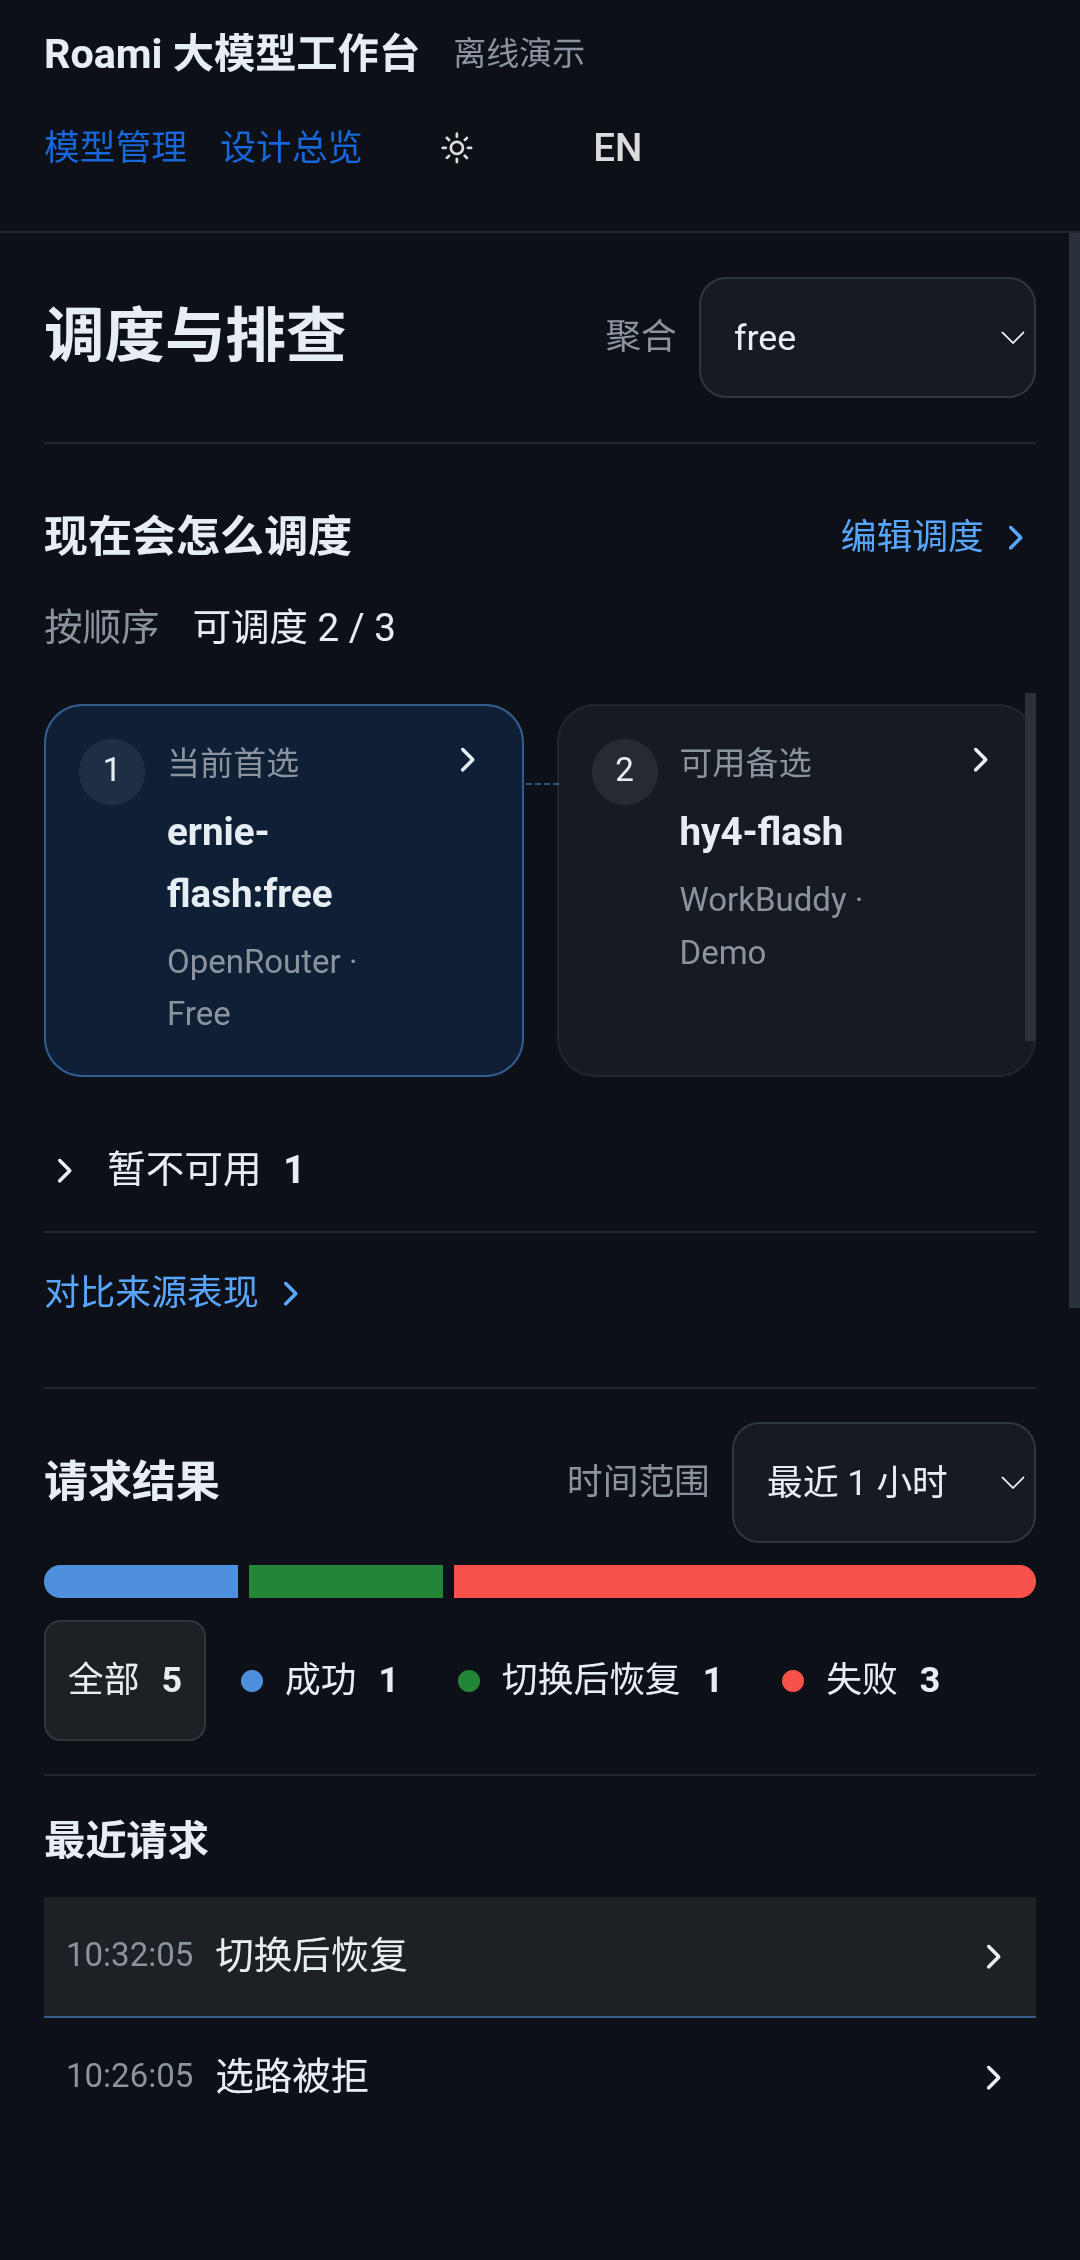 Roami 大模型工作台 离线演示
模型管理 设计总览 EN
调度与排查 聚合 free
现在会怎么调度 编辑调度
按顺序 可调度 2 / 3
1 当前首选
ernie-
flash:free
OpenRouter ·
Free
2 可用备选
hy4-flash
WorkBuddy ·
Demo
暂不可用 1
对比来源表现
请求结果 时间范围 最近 1 小时
全部 5 成功 1 切换后恢复 1 失败 3
最近请求
10:32:05 切换后恢复
10:26:05 选路被拒